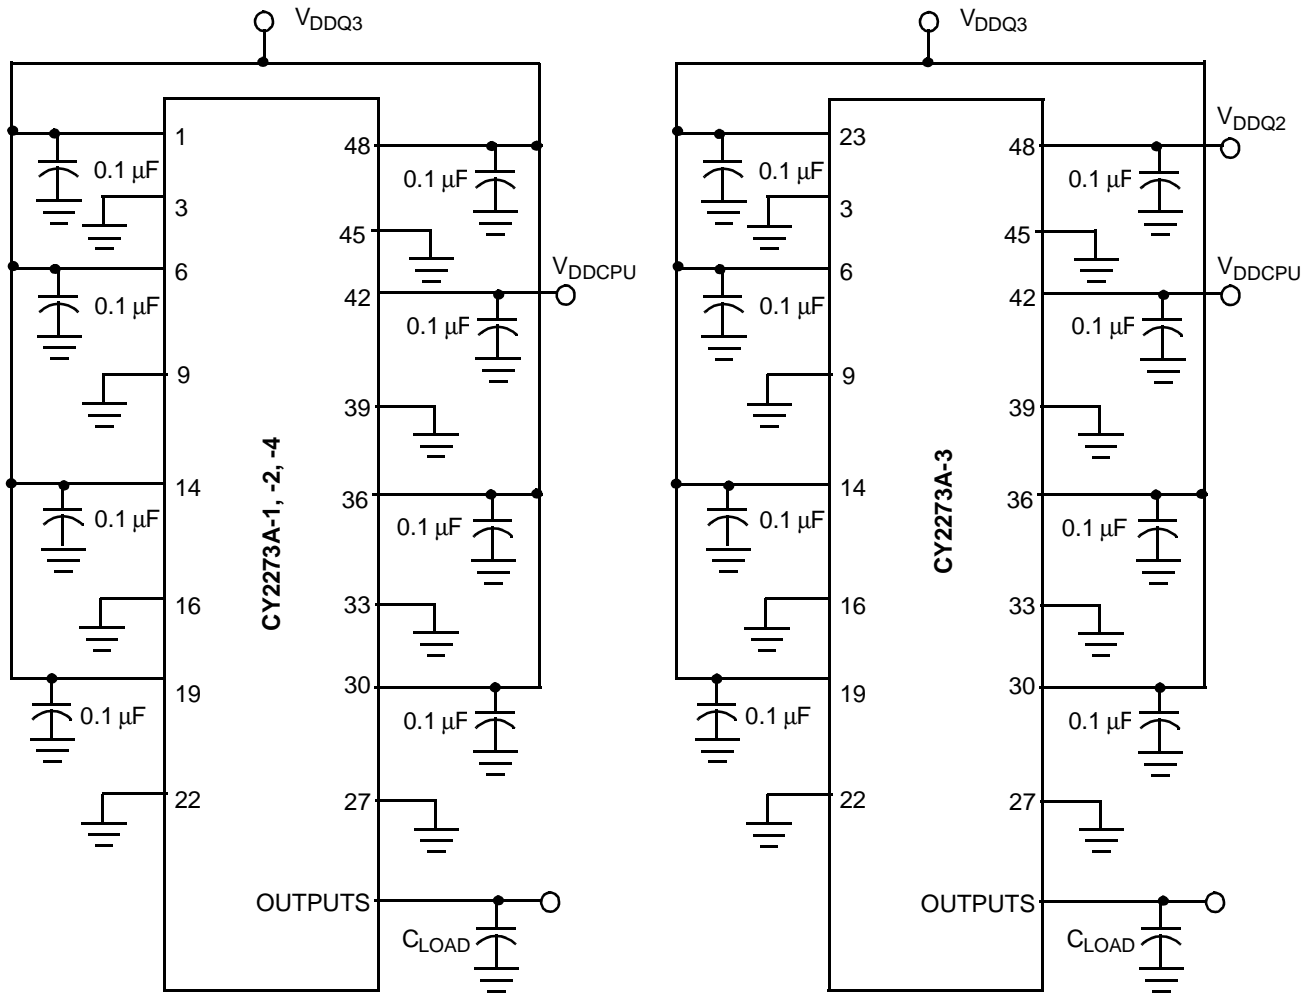 VDDQ3
1
0.1 µF
3
6
0.1 µF
9
14
0.1 µF
16
19
0.1 µF
22
48
0.1 µF
45
VDDCPU
42
0.1 µF
39
36
0.1 µF
33
30
0.1 µF
27
OUTPUTS
CLOAD
CY2273A-1, -2, -4
VDDQ3
23
0.1 µF
3
6
0.1 µF
9
14
0.1 µF
16
19
0.1 µF
22
VDDQ2
48
0.1 µF
45
VDDCPU
42
0.1 µF
39
36
0.1 µF
33
30
0.1 µF
27
OUTPUTS
CLOAD
CY2273A-3